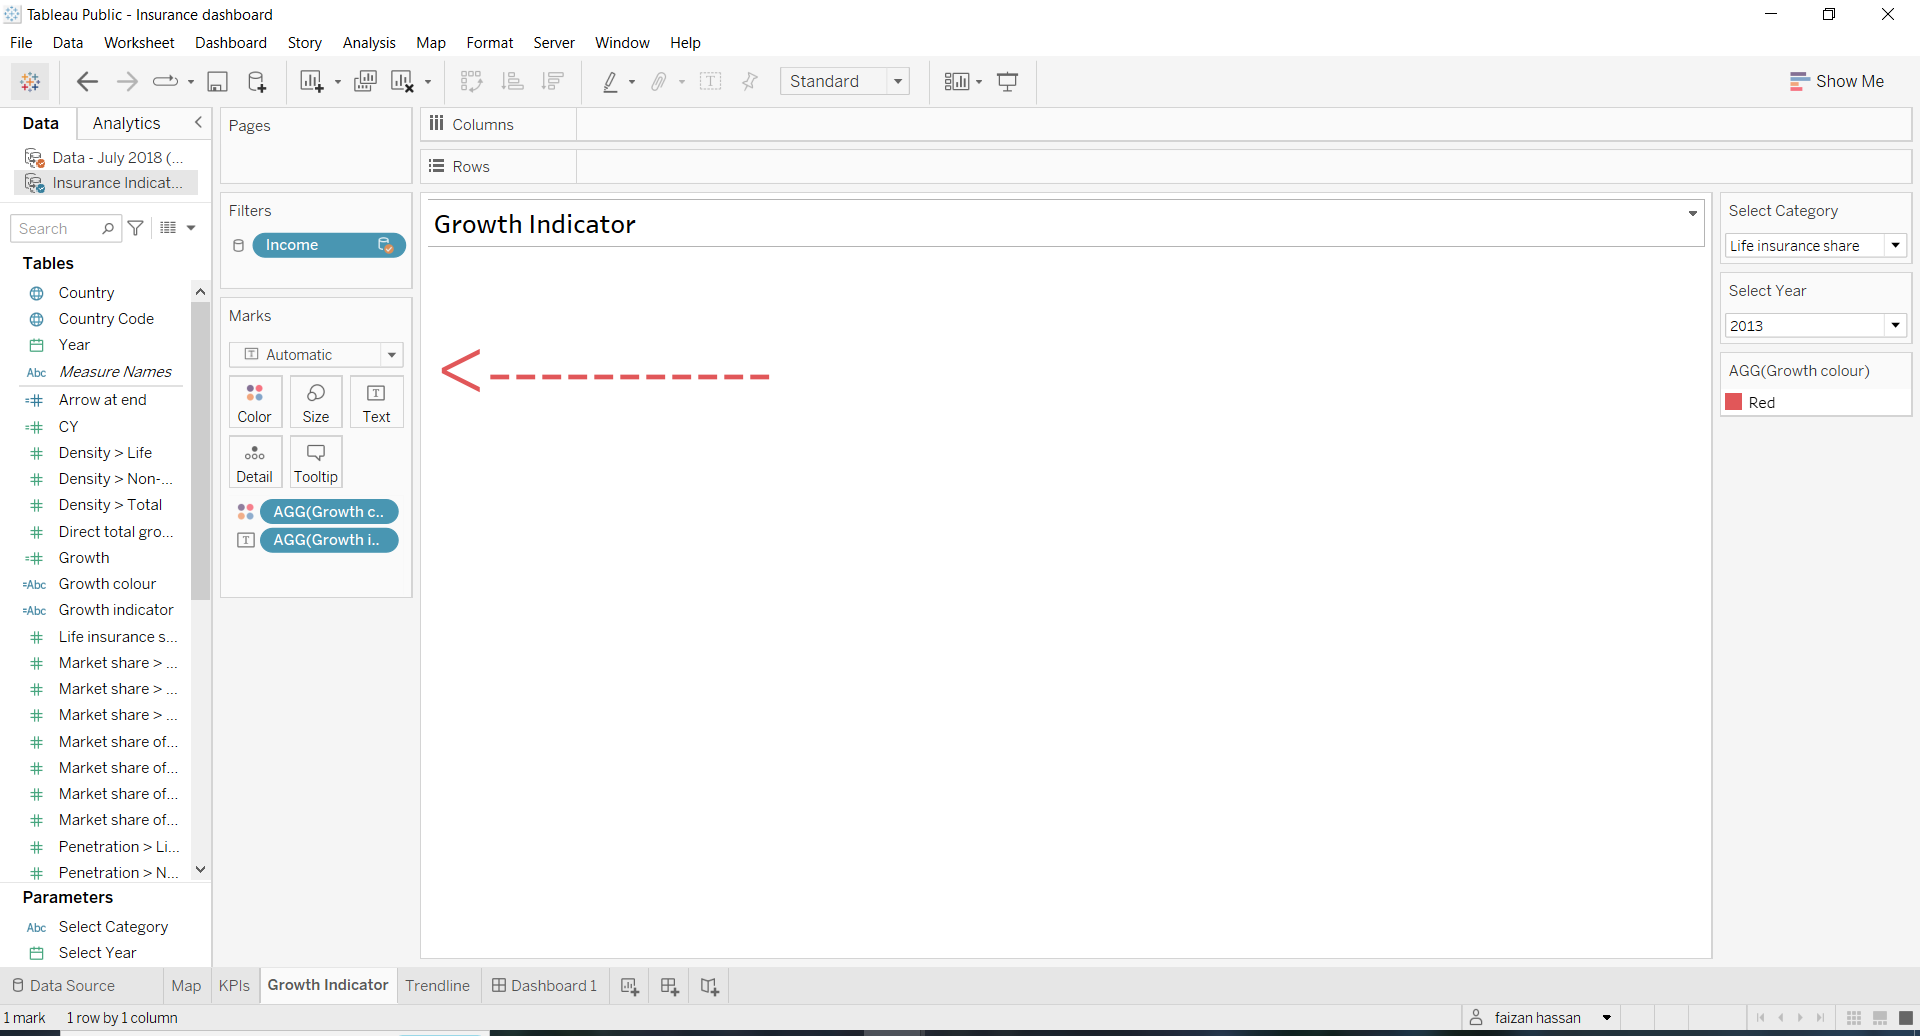 Tableau Public - Insurance dashboard
File Data Worksheet Dashboard Story Analysis Map Format Server Window Help
Standard
Show Me
Data Analytics
Data - July 2018 (...
Insurance Indicat...
Search
Tables
Country
Country Code
Year
Abc Measure Names
Arrow at end
CY
Density > Life
Density > Non-...
Density > Total
Direct total gro...
Growth
=Abc Growth colour
=Abc Growth indicator
Life insurance s...
Market share > ...
Market share > ...
Market share > ...
Market share of...
Market share of...
Market share of...
Market share of...
Penetration > Li...
Penetration > N...
Parameters
Abc Select Category
Select Year
Pages
Filters
Income
Marks
Automatic
Color Size Text
Detail Tooltip
AGG(Growth c..
AGG(Growth i..
Columns
Rows
Growth Indicator
<-----------
Select Category
Life insurance share
Select Year
2013
AGG(Growth colour)
Red
Data Source Map KPIs Growth Indicator Trendline Dashboard 1
1 mark 1 row by 1 column
faizan hassan